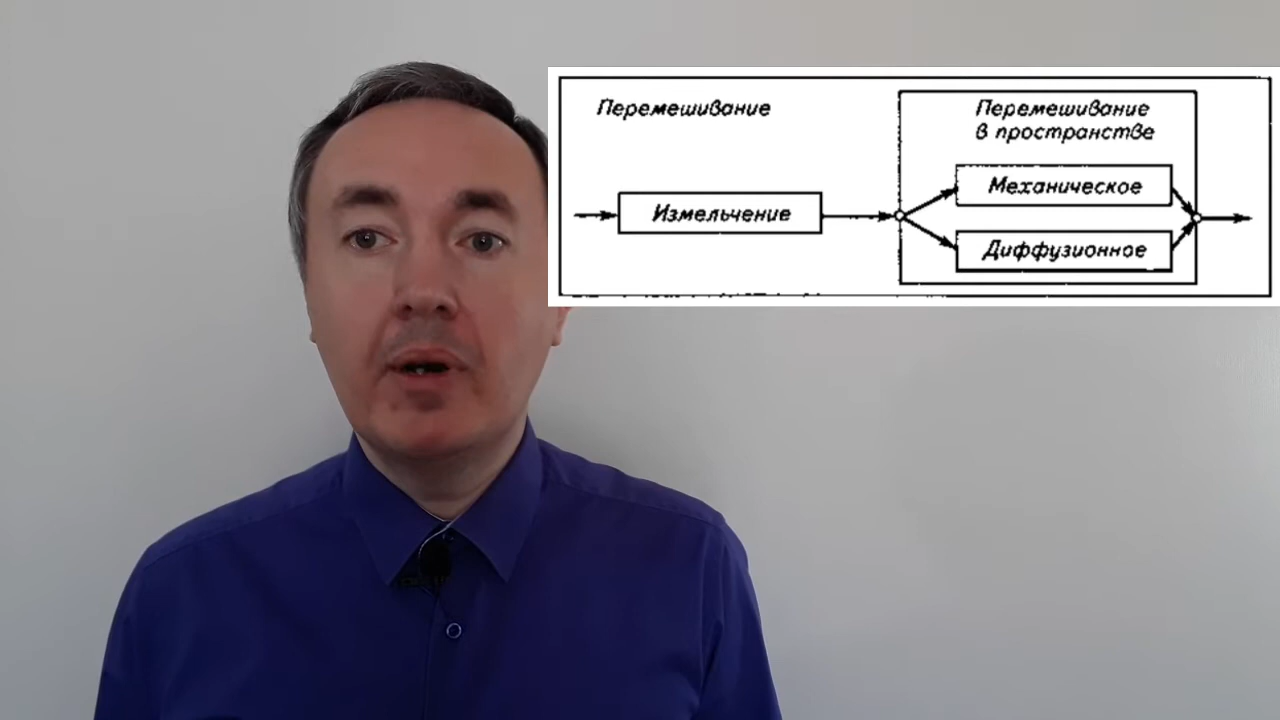 Перемешивание
Перемешивание
в пространстве
Механическое
Измельчение
Диффузионное